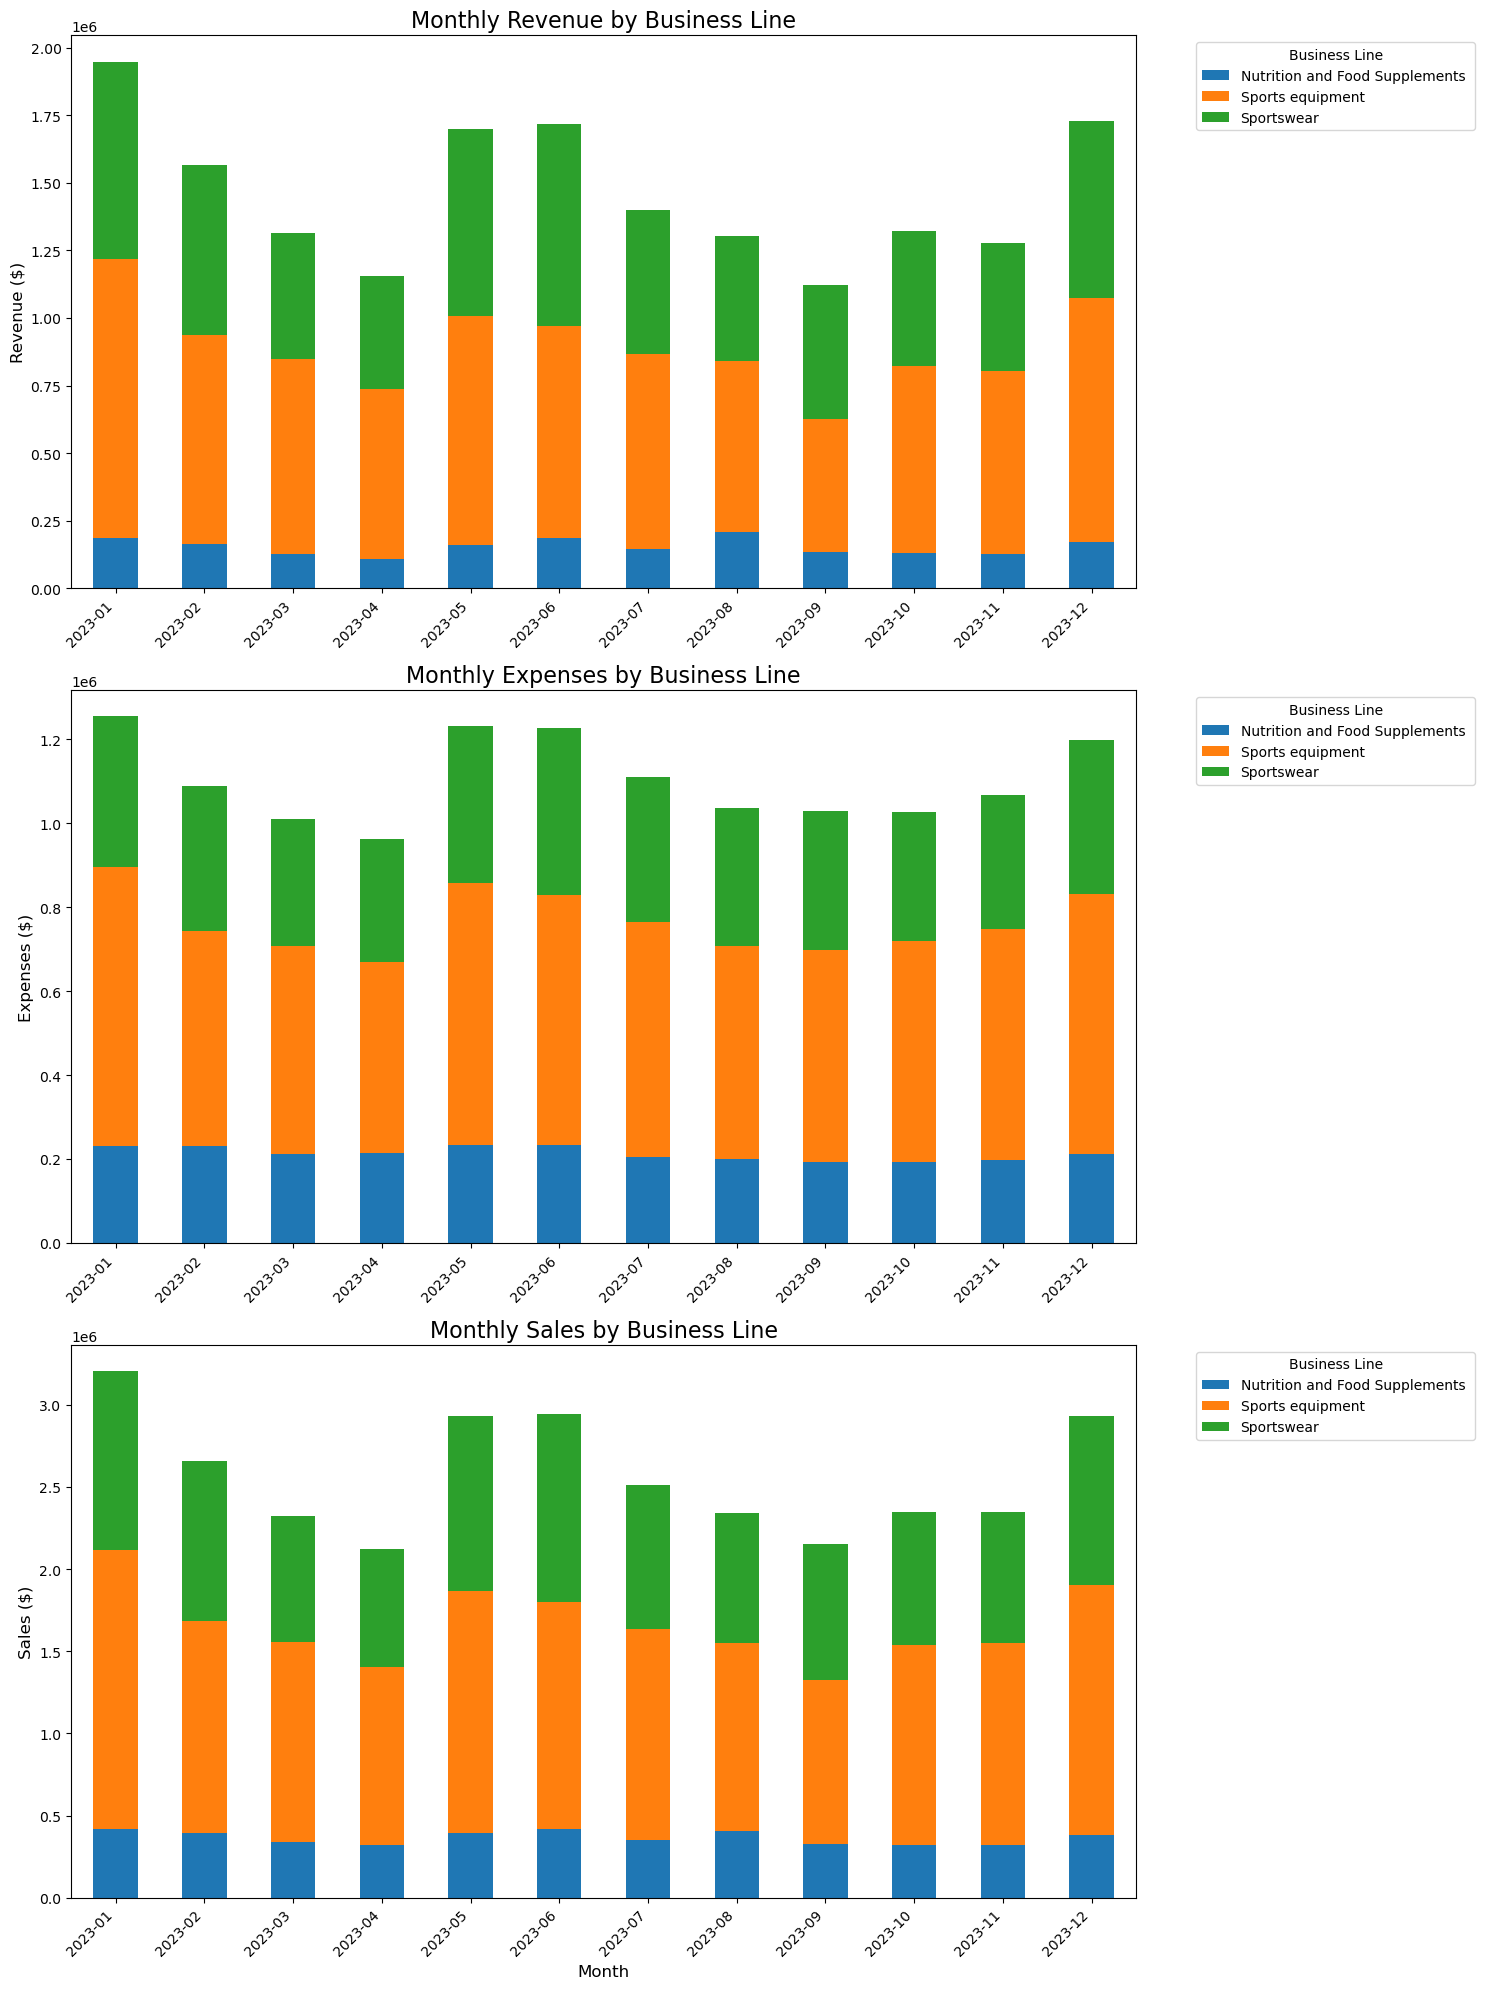 Monthly Revenue by Business Line
1e6
2.00
1.75
1.50
1.25
1.00
0.75
0.50
0.25
0.00
Revenue ($)
2023-01 2023-02 2023-03 2023-04 2023-05 2023-06 2023-07 2023-08 2023-09 2023-10 2023-11 2023-12
Business Line
Nutrition and Food Supplements
Sports equipment
Sportswear
Monthly Expenses by Business Line
1e6
1.2
1.0
0.8
0.6
0.4
0.2
0.0
Expenses ($)
2023-01 2023-02 2023-03 2023-04 2023-05 2023-06 2023-07 2023-08 2023-09 2023-10 2023-11 2023-12
Business Line
Nutrition and Food Supplements
Sports equipment
Sportswear
Monthly Sales by Business Line
1e6
3.0
2.5
2.0
1.5
1.0
0.5
0.0
Sales ($)
2023-01 2023-02 2023-03 2023-04 2023-05 2023-06 2023-07 2023-08 2023-09 2023-10 2023-11 2023-12
Month
Business Line
Nutrition and Food Supplements
Sports equipment
Sportswear